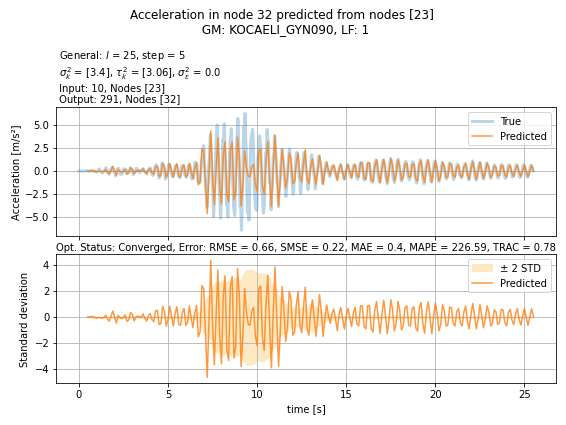 Acceleration in node 32 predicted from nodes [23]
GM: KOCAELI_GYN090, LF: 1
General: l = 25, step = 5
σ²ₖ = [3.4], τ²ₖ = [3.06], σ²_ε = 0.0
Input: 10, Nodes [23]
Output: 291, Nodes [32]
Acceleration [m/s²]
5.0
2.5
0.0
−2.5
−5.0
True
Predicted
Opt. Status: Converged, Error: RMSE = 0.66, SMSE = 0.22, MAE = 0.4, MAPE = 226.59, TRAC = 0.78
Standard deviation
4
2
0
−2
−4
± 2 STD
Predicted
0 5 10 15 20 25
time [s]